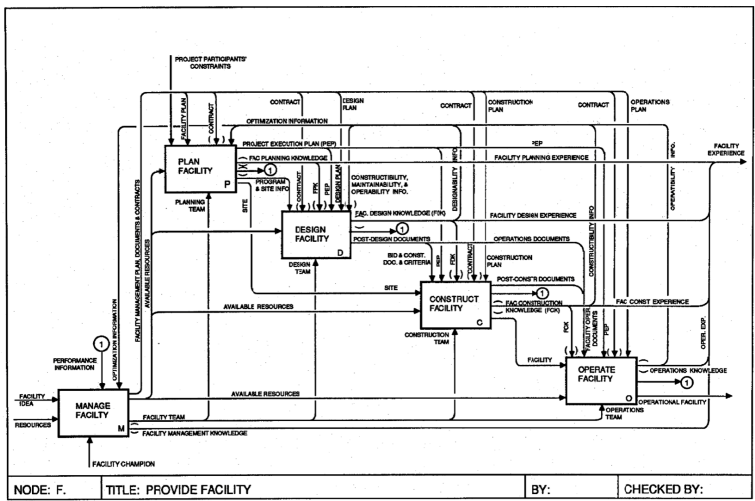 PROJECT PARTICIPANTS'
CONSTRAINTS
FACILITY PLAN
(CONTRACT)
CONTRACT
DESIGN
PLAN
CONTRACT
CONSTRUCTION
PLAN
CONTRACT
OPERATIONS
PLAN
OPTIMIZATION INFORMATION
PROJECT EXECUTION PLAN (PEP)
PEP
FACILITY
EXPERIENCE
PLAN
FACILITY
P
FAC PLANNING KNOWLEDGE
FACILITY PLANNING EXPERIENCE
1
PROGRAM
& SITE INFO
PLANNING
TEAM
SITE
(CONTRACT)
FPK
PEP
DESIGN PLAN
CONSTRUCTIBILITY,
MAINTAINABILITY, &
OPERABILITY INFO.
DESIGNABILITY INFO
OPERATIBILITY INFO.
CONSTRUCTIBILITY INFO
FACILITY MANAGEMENT PLAN, DOCUMENTS & CONTRACTS
AVAILABLE RESOURCES
OPTIMIZATION INFORMATION
DESIGN
FACILITY
D
FAC. DESIGN KNOWLEDGE (FDK)
FACILITY DESIGN EXPERIENCE
1
POST-DESIGN DOCUMENTS
OPERATIONS DOCUMENTS
DESIGN
TEAM
BID & CONST.
DOC. & CRITERIA
PEP
FDK
(CONTRACT)
CONSTRUCTION
PLAN
SITE
POST-CONSTR DOCUMENTS
CONSTRUCT
FACILITY
C
1
FAC CONSTRUCTION
KNOWLEDGE (FCK)
FAC CONST EXPERIENCE
AVAILABLE RESOURCES
CONSTRUCTION
TEAM
FCK
FACILITY OPER.
DOCUMENTS
PEP
OPER. EXP.
1
PERFORMANCE
INFORMATION
FACILITY
OPERATE
FACILITY
O
OPERATIONS KNOWLEDGE
1
OPERATIONAL FACILITY
OPERATIONS
TEAM
FACILITY
IDEA
RESOURCES
MANAGE
FACILTY
M
AVAILABLE RESOURCES
FACILITY TEAM
FACILITY MANAGEMENT KNOWLEDGE
FACILITY CHAMPION
NODE: F.
TITLE: PROVIDE FACILITY
BY:
CHECKED BY: